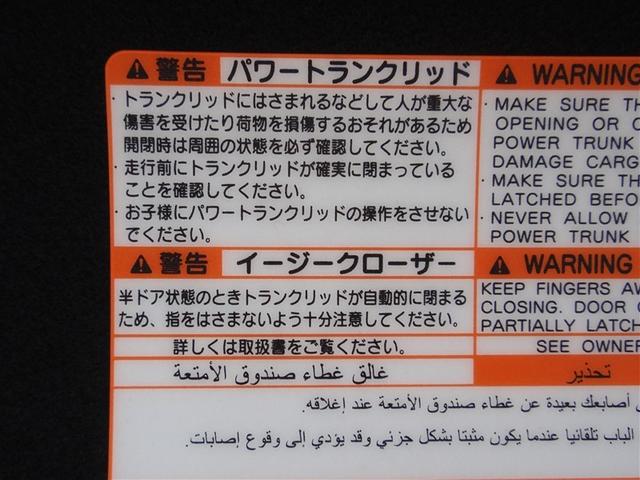 警告 パワートランクリッド
・トランクリッドにはさまれるなどして人が重大な
傷害を受けたり荷物を損傷するおそれがあるため
開閉時は周囲の状態を必ず確認してください。
・走行前にトランクリッドが確実に閉まっている
ことを確認してください。
・お子様にパワートランクリッドの操作をさせない
でください。
WARNING
・MAKE SURE
OPENING OR
POWER TRUNK
DAMAGE
・MAKE SURE
LATCHED
・NEVER ALLOW
POWER TRUNK
警告 イージークローザー
半ドア状態のときトランクリッドが自動的に閉まる
ため、指をはさまないよう十分注意してください。
WARNING
KEEP FINGERS
CLOSING. DOOR
PARTIALLY
詳しくは取扱書をご覧ください。
SEE
تحذير
غالق غطاء صندوق الأمتعة
أصابعك بعيدة عن غطاء صندوق الأمتعة عند إغلاقه.
الباب تلقائيا عندما يكون مثبتا بشكل جزئي وقد يؤدي إلى وقوع إصابات.